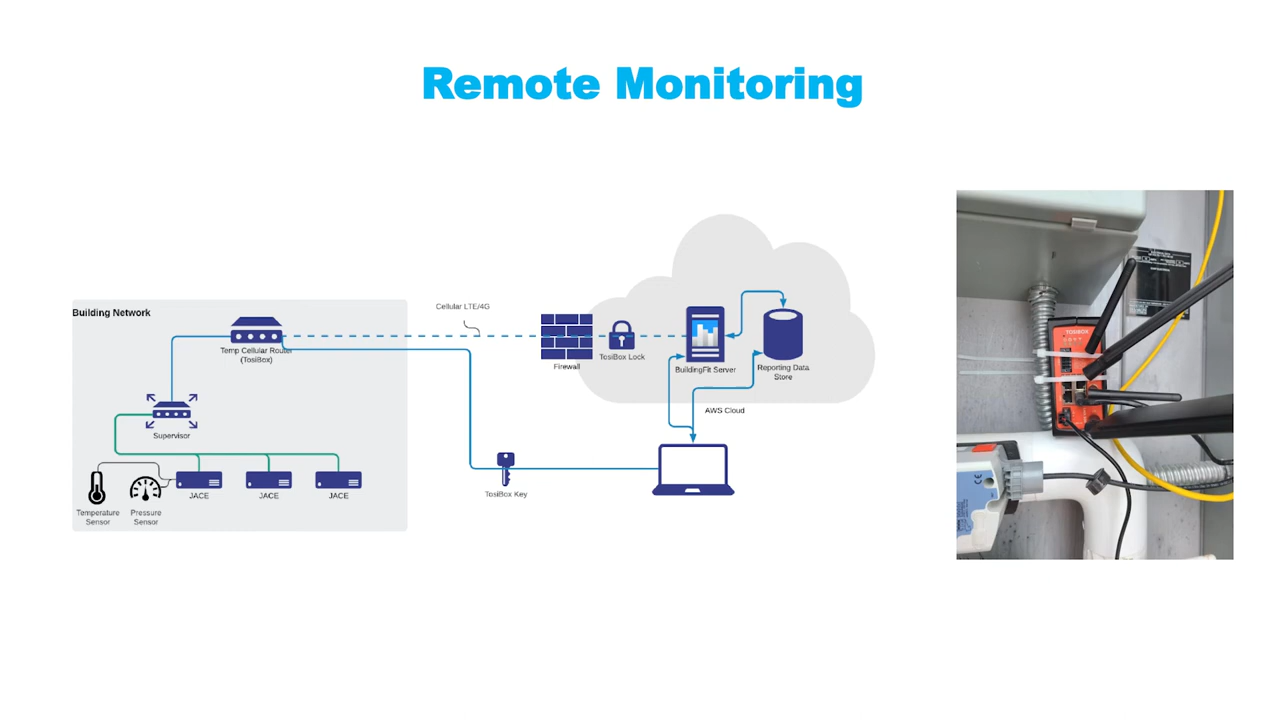 Remote Monitoring
Building Network
Cellular LTE/4G
Temp Cellular Router
(TosiBox)
Firewall
TosiBox Lock
BuildingFit Server
Reporting Data
Store
AWS Cloud
Supervisor
JACE
JACE
JACE
Temperature
Sensor
Pressure
Sensor
TosiBox Key
TOSIBOX
CE